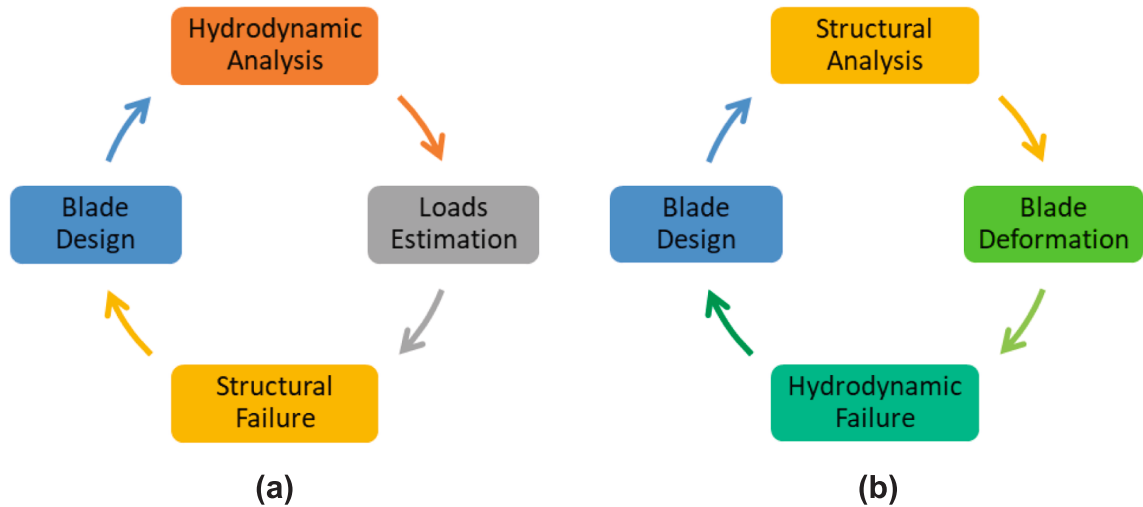 Hydrodynamic
Analysis
Loads
Estimation
Structural
Failure
Blade
Design
(a)
Structural
Analysis
Blade
Deformation
Hydrodynamic
Failure
Blade
Design
(b)